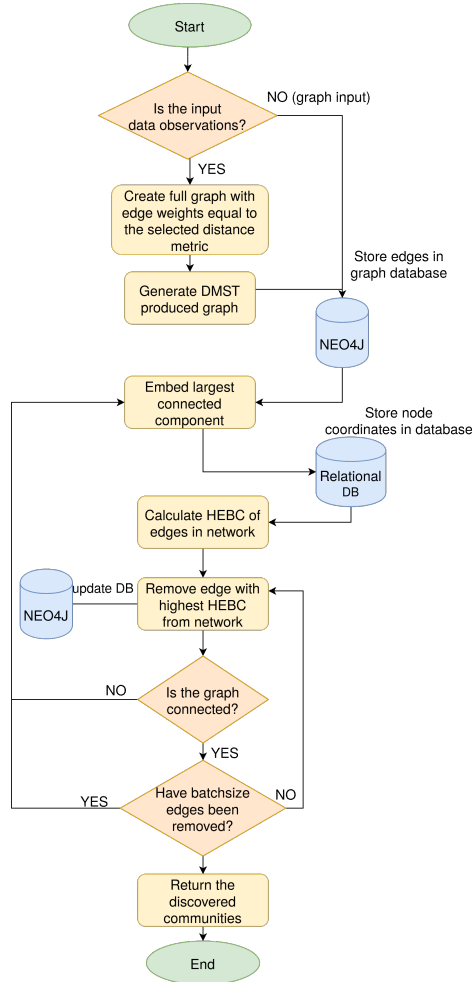 Start
NO (graph input)
Is the input
data observations?
YES
Create full graph with
edge weights equal to
the selected distance
metric
Store edges in
graph database
Generate DMST
produced graph
NEO4J
Embed largest
connected
component
Store node
coordinates in database
Relational
DB
Calculate HEBC of
edges in network
update DB
NEO4J
Remove edge with
highest HEBC
from network
NO
Is the graph
connected?
YES
YES
Have batchsize
edges been
removed?
NO
Return the
discovered
communities
End